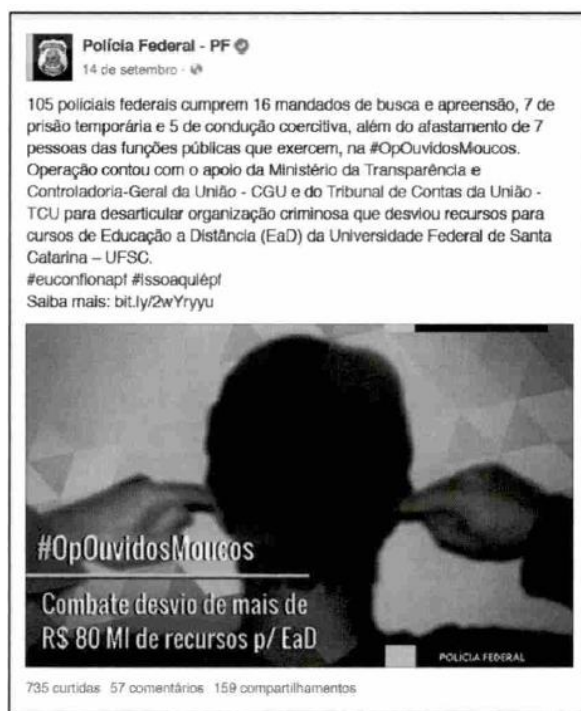 Polícia Federal - PF
14 de setembro ·
105 policiais federais cumprem 16 mandados de busca e apreensão, 7 de
prisão temporária e 5 de condução coercitiva, além do afastamento de 7
pessoas das funções públicas que exercem, na #OpOuvidosMoucos.
Operação contou com o apoio da Ministério da Transparência e
Controladoria-Geral da União - CGU e do Tribunal de Contas da União -
TCU para desarticular organização criminosa que desviou recursos para
cursos de Educação a Distância (EaD) da Universidade Federal de Santa
Catarina – UFSC.
#euconfionapf #issoaquiépf
Saiba mais: bit.ly/2wYryyu
#OpOuvidosMoucos
Combate desvio de mais de
R$ 80 MI de recursos p/ EaD
POLÍCIA FEDERAL
735 curtidas 57 comentários 159 compartilhamentos